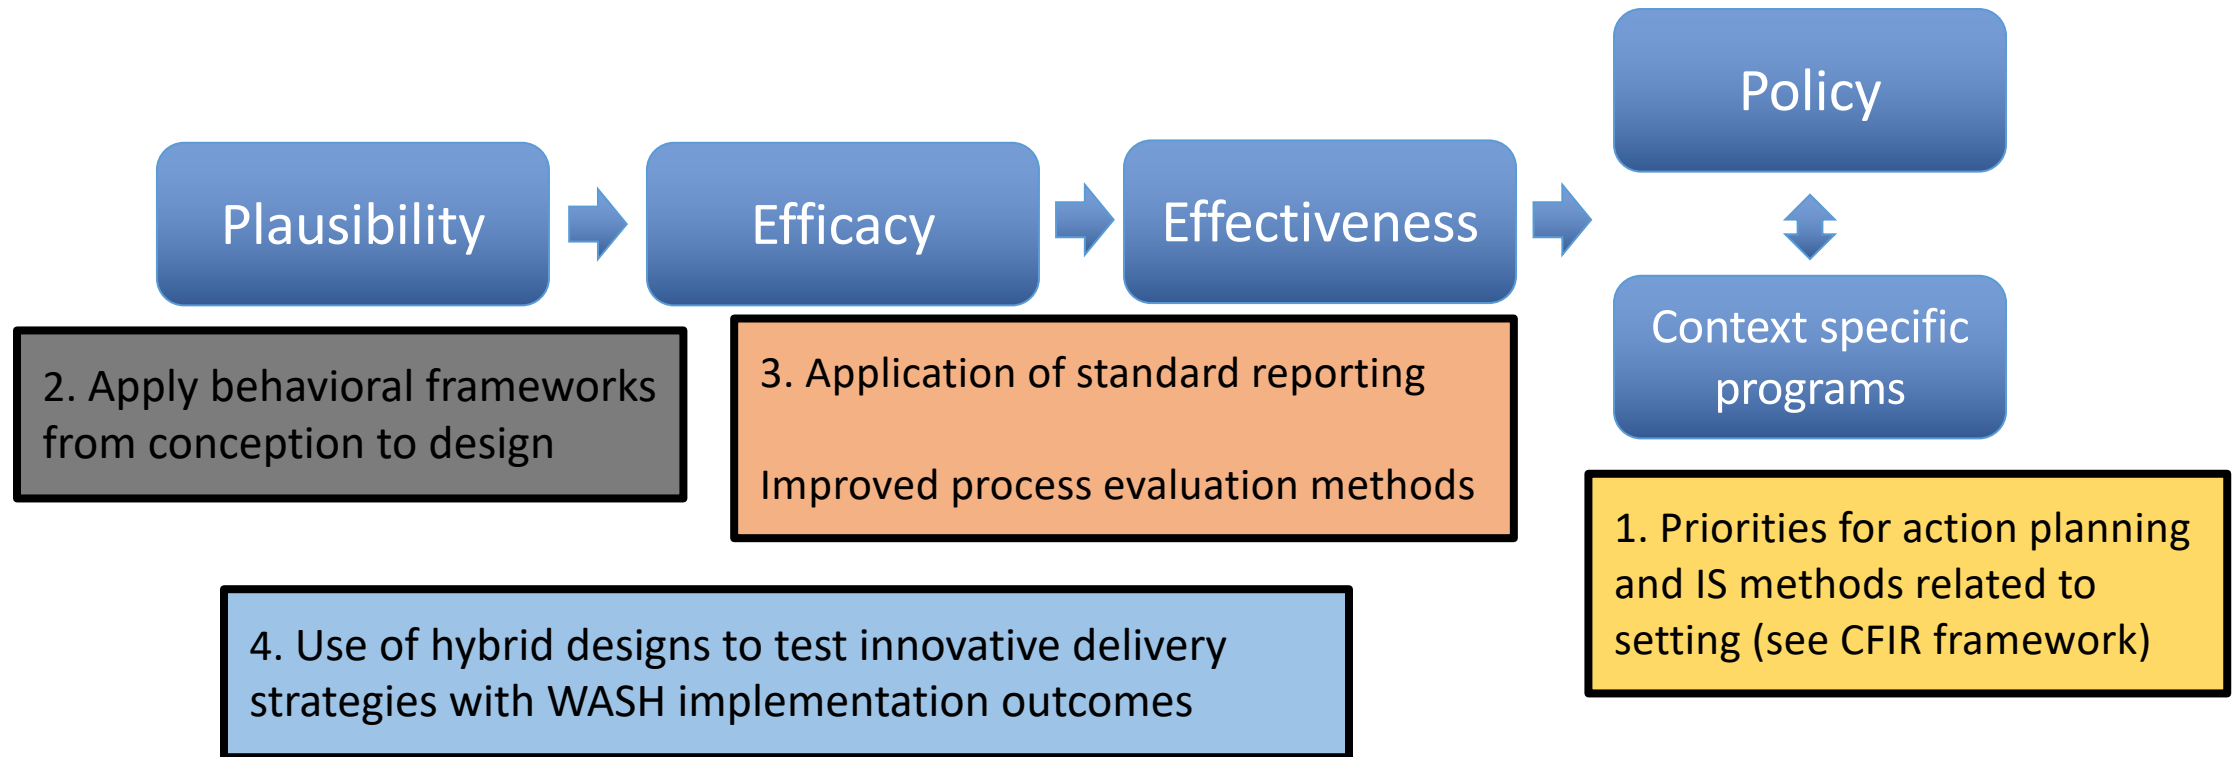 Plausibility
Efficacy
Effectiveness
Policy
Context specific
programs
2. Apply behavioral frameworks
from conception to design
3. Application of standard reporting
Improved process evaluation methods
1. Priorities for action planning
and IS methods related to
setting (see CFIR framework)
4. Use of hybrid designs to test innovative delivery
strategies with WASH implementation outcomes